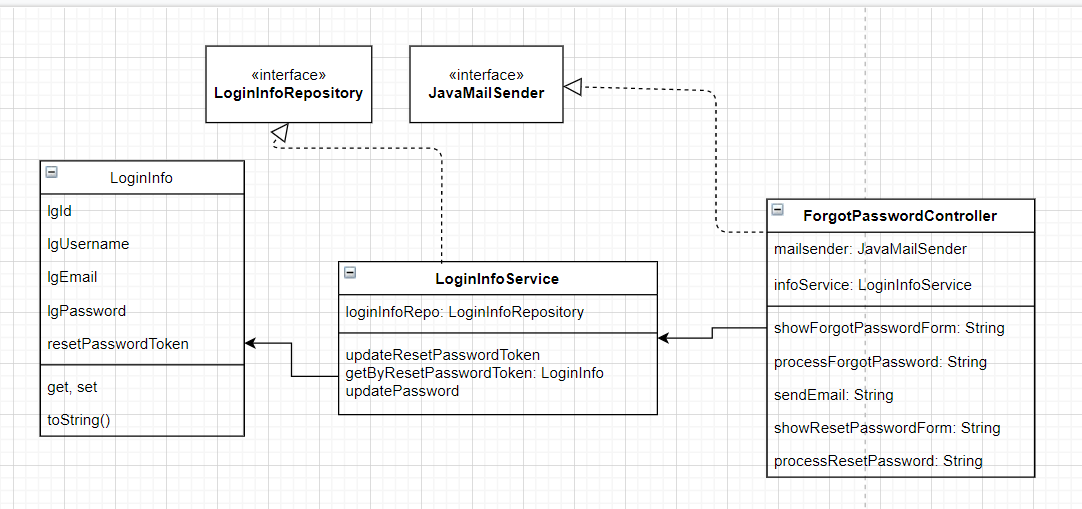 «interface»
LoginInfoRepository
«interface»
JavaMailSender
LoginInfo
lgId
lgUsername
lgEmail
lgPassword
resetPasswordToken
get, set
toString()
LoginInfoService
loginInfoRepo: LoginInfoRepository
updateResetPasswordToken
getByResetPasswordToken: LoginInfo
updatePassword
ForgotPasswordController
mailsender: JavaMailSender
infoService: LoginInfoService
showForgotPasswordForm: String
processForgotPassword: String
sendEmail: String
showResetPasswordForm: String
processResetPassword: String